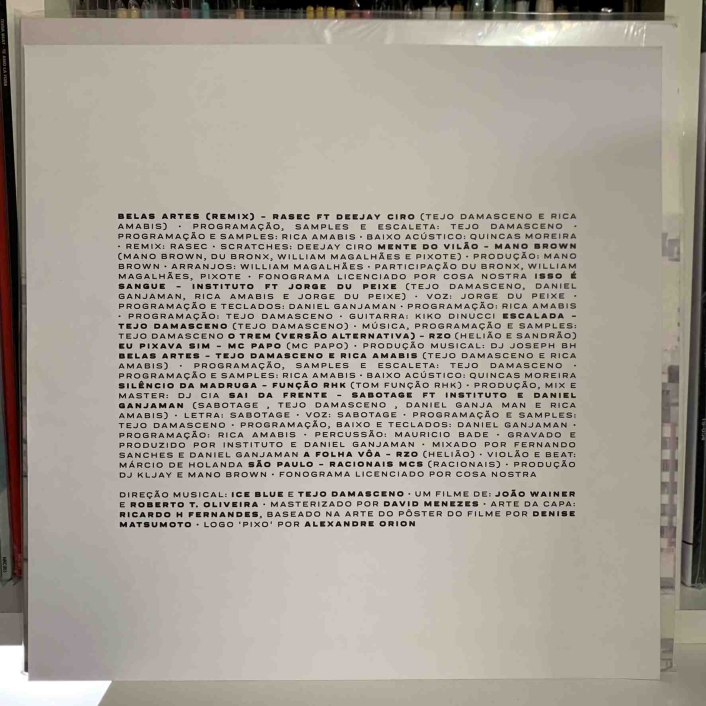 BELAS ARTES (REMIX) – RASEC FT DEEJAY CIRO (TEJO DAMASCENO E RICA
AMABIS) · PROGRAMAÇÃO, SAMPLES E ESCALETA: TEJO DAMASCENO ·
PROGRAMAÇÃO E SAMPLES: RICA AMABIS · BAIXO ACÚSTICO: QUINCAS MOREIRA
· REMIX: RASEC · SCRATCHES: DEEJAY CIRO MENTE DO VILÃO – MANO BROWN
(MANO BROWN, DU BRONX, WILLIAM MAGALHÃES E PIXOTE) · PRODUÇÃO: MANO
BROWN · ARRANJOS: WILLIAM MAGALHÃES · PARTICIPAÇÃO DU BRONX, WILLIAM
MAGALHÃES, PIXOTE · FONOGRAMA LICENCIADO POR COSA NOSTRA ISSO É
SANGUE – INSTITUTO FT JORGE DU PEIXE (TEJO DAMASCENO, DANIEL
GANJAMAN, RICA AMABIS E JORGE DU PEIXE) · VOZ: JORGE DU PEIXE ·
PROGRAMAÇÃO E TECLADOS: DANIEL GANJAMAN · PROGRAMAÇÃO: RICA AMABIS
· PROGRAMAÇÃO: TEJO DAMASCENO · GUITARRA: KIKO DINUCCI ESCALADA –
TEJO DAMASCENO (TEJO DAMASCENO) · MÚSICA, PROGRAMAÇÃO E SAMPLES:
TEJO DAMASCENO O TREM (VERSÃO ALTERNATIVA) – RZO (HELIÃO E SANDRÃO)
EU PIXAVA SIM – MC PAPO (MC PAPO) · PRODUÇÃO MUSICAL: DJ JOSEPH BH
BELAS ARTES – TEJO DAMASCENO E RICA AMABIS (TEJO DAMASCENO E RICA
AMABIS) · PROGRAMAÇÃO, SAMPLES E ESCALETA: TEJO DAMASCENO ·
PROGRAMAÇÃO E SAMPLES: RICA AMABIS · BAIXO ACÚSTICO: QUINCAS MOREIRA
SILÊNCIO DA MADRUGA – FUNÇÃO RHK (TOM FUNÇÃO RHK) · PRODUÇÃO, MIX E
MASTER: DJ CIA SAI DA FRENTE – SABOTAGE FT INSTITUTO E DANIEL
GANJAMAN (SABOTAGE , TEJO DAMASCENO , DANIEL GANJA MAN E RICA
AMABIS) · LETRA: SABOTAGE · VOZ: SABOTAGE · PROGRAMAÇÃO E SAMPLES:
TEJO DAMASCENO · PROGRAMAÇÃO, BAIXO E TECLADOS: DANIEL GANJAMAN ·
PROGRAMAÇÃO: RICA AMABIS · PERCUSSÃO: MAURICIO BADE · GRAVADO E
PRODUZIDO POR INSTITUTO E DANIEL GANJAMAN · MIXADO POR FERNANDO
SANCHES E DANIEL GANJAMAN A FOLHA VÔA – RZO (HELIÃO) · VIOLÃO E BEAT:
MÁRCIO DE HOLANDA SÃO PAULO – RACIONAIS MCS (RACIONAIS) · PRODUÇÃO
DJ KLJAY E MANO BROWN · FONOGRAMA LICENCIADO POR COSA NOSTRA
DIREÇÃO MUSICAL: ICE BLUE E TEJO DAMASCENO · UM FILME DE: JOÃO WAINER
E ROBERTO T. OLIVEIRA · MASTERIZADO POR DAVID MENEZES · ARTE DA CAPA:
RICARDO H FERNANDES, BASEADO NA ARTE DO PÔSTER DO FILME POR DENISE
MATSUMOTO · LOGO 'PIXO' POR ALEXANDRE ORION